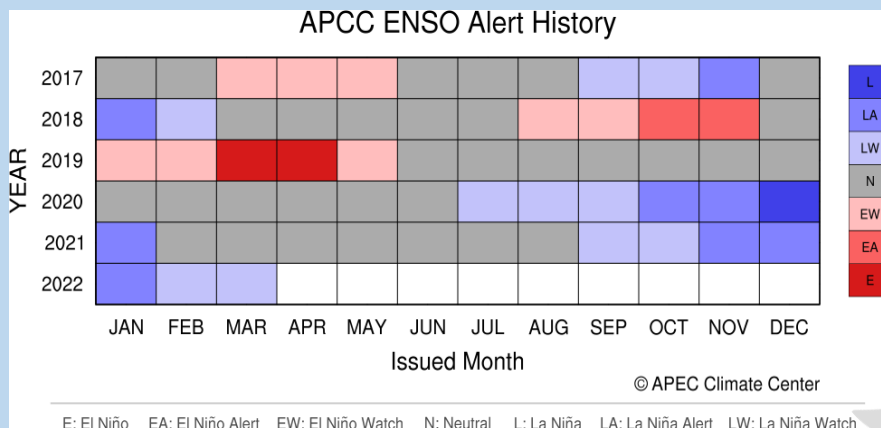 APCC ENSO Alert History
YEAR
2017
2018
2019
2020
2021
2022
L
LA
LW
N
EW
EA
E
JAN FEB MAR APR MAY JUN JUL AUG SEP OCT NOV DEC
Issued Month
© APEC Climate Center
E: El Niño EA: El Niño Alert EW: El Niño Watch N: Neutral L: La Niña LA: La Niña Alert LW: La Niña Watch